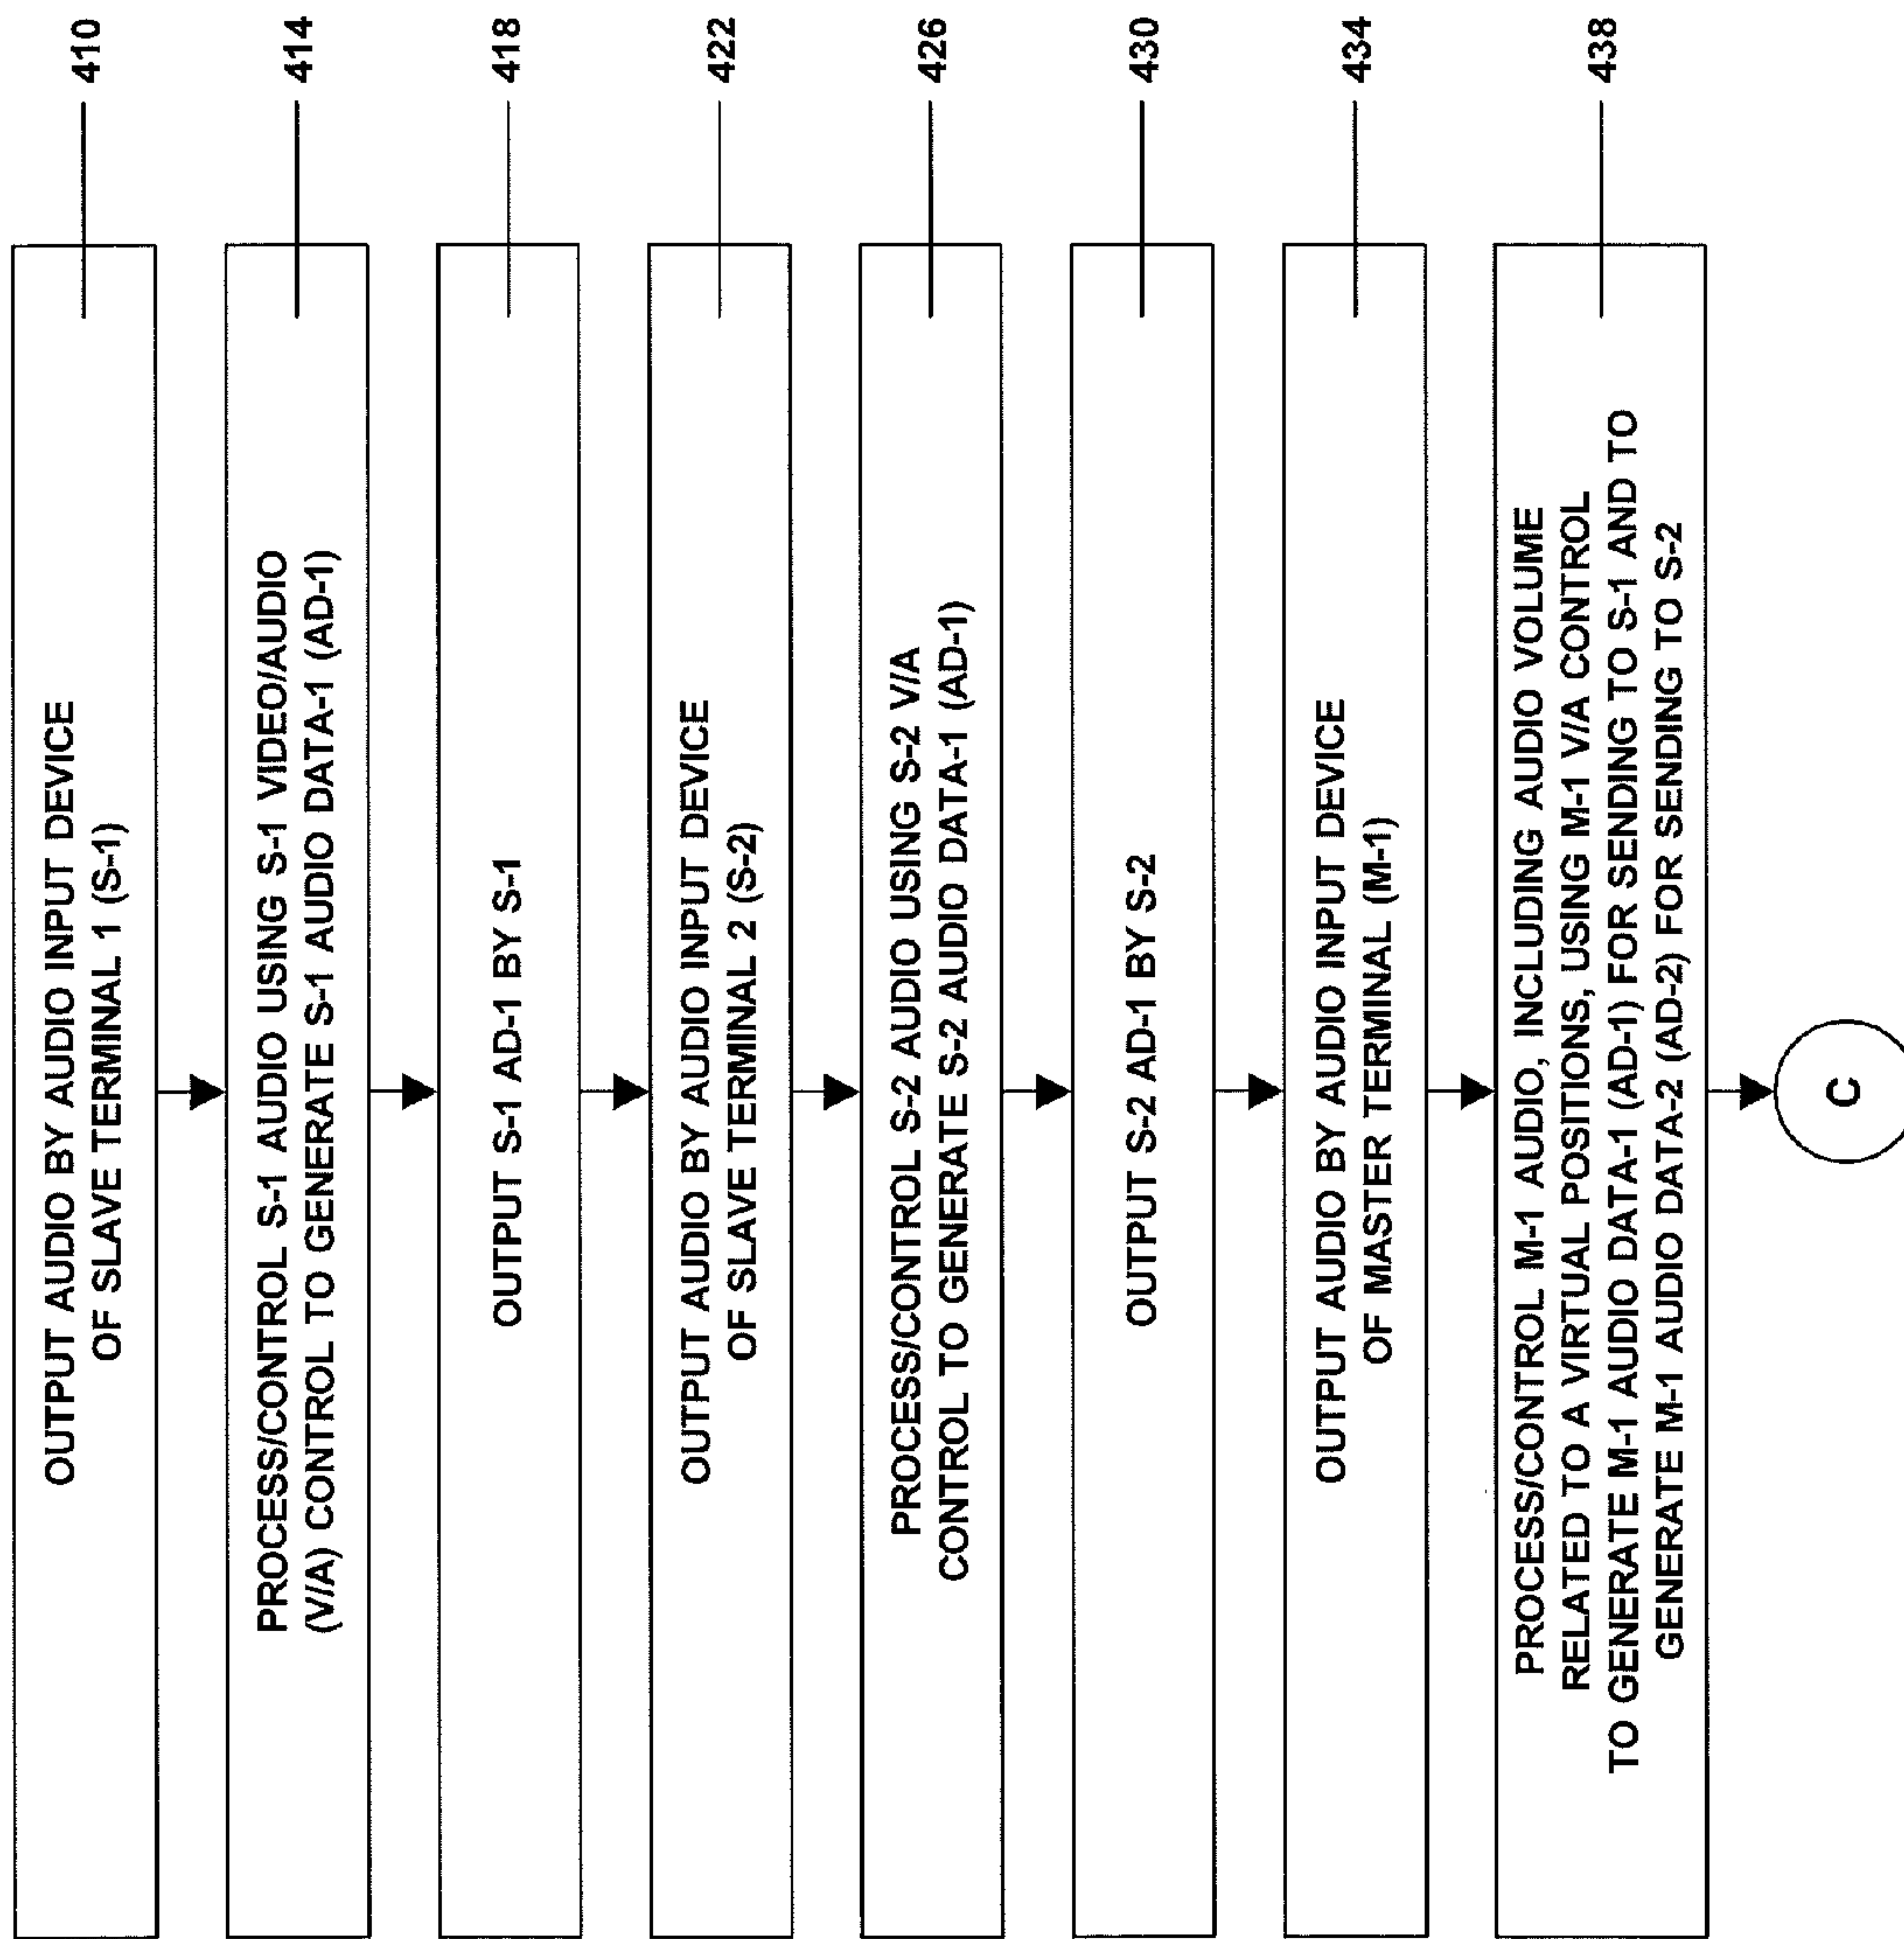 OUTPUT AUDIO BY AUDIO INPUT DEVICE
OF SLAVE TERMINAL 1 (S-1)
410
PROCESS/CONTROL S-1 AUDIO USING S-1 VIDEO/AUDIO
(V/A) CONTROL TO GENERATE S-1 AUDIO DATA-1 (AD-1)
414
OUTPUT S-1 AD-1 BY S-1
418
OUTPUT AUDIO BY AUDIO INPUT DEVICE
OF SLAVE TERMINAL 2 (S-2)
422
PROCESS/CONTROL S-2 AUDIO USING S-2 V/A
CONTROL TO GENERATE S-2 AUDIO DATA-1 (AD-1)
426
OUTPUT S-2 AD-1 BY S-2
430
OUTPUT AUDIO BY AUDIO INPUT DEVICE
OF MASTER TERMINAL (M-1)
434
PROCESS/CONTROL M-1 AUDIO, INCLUDING AUDIO VOLUME
RELATED TO A VIRTUAL POSITIONS, USING M-1 V/A CONTROL
TO GENERATE M-1 AUDIO DATA-1 (AD-1) FOR SENDING TO S-1 AND TO
GENERATE M-1 AUDIO DATA-2 (AD-2) FOR SENDING TO S-2
438
C